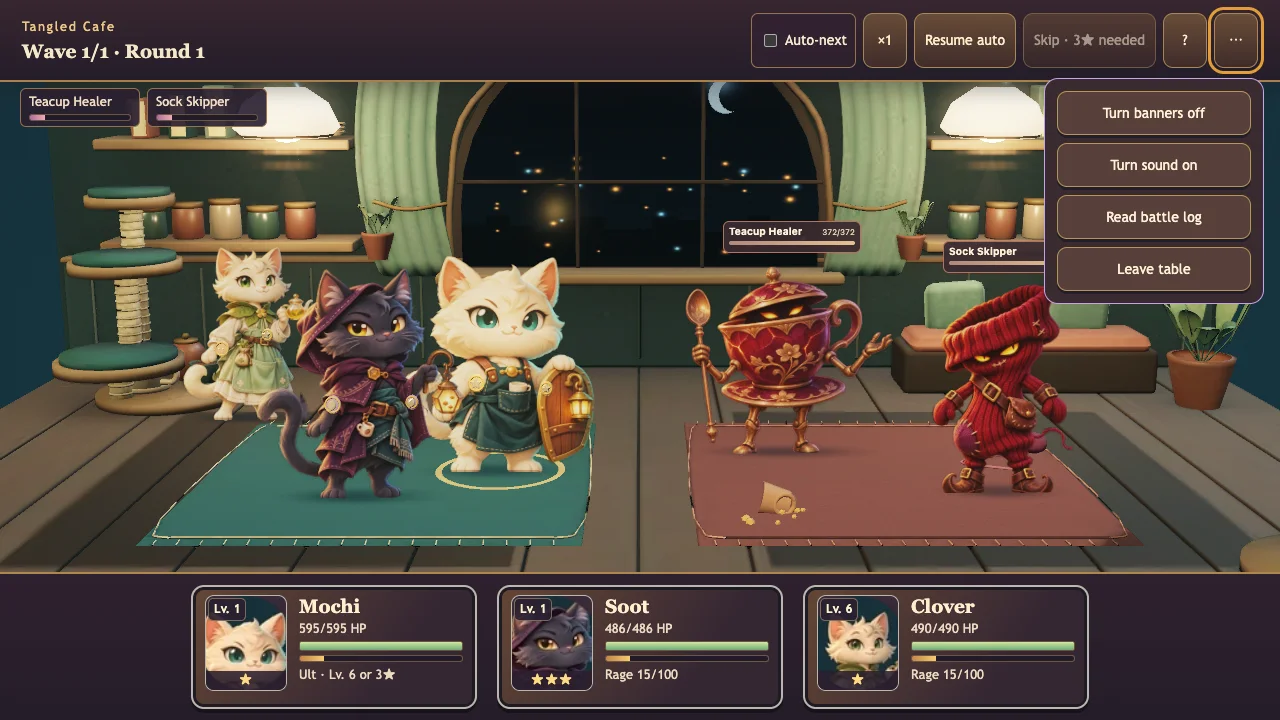 Tangled Cafe
Wave 1/1 · Round 1
Auto-next
×1
Resume auto
Skip · 3★ needed
?
...
Teacup Healer
Sock Skipper
Turn banners off
Turn sound on
Read battle log
Leave table
Teacup Healer 372/372
Sock Skipper
Lv. 1
Mochi
595/595 HP
Ult · Lv. 6 or 3★
Lv. 1
Soot
486/486 HP
Rage 15/100
Lv. 6
Clover
490/490 HP
Rage 15/100